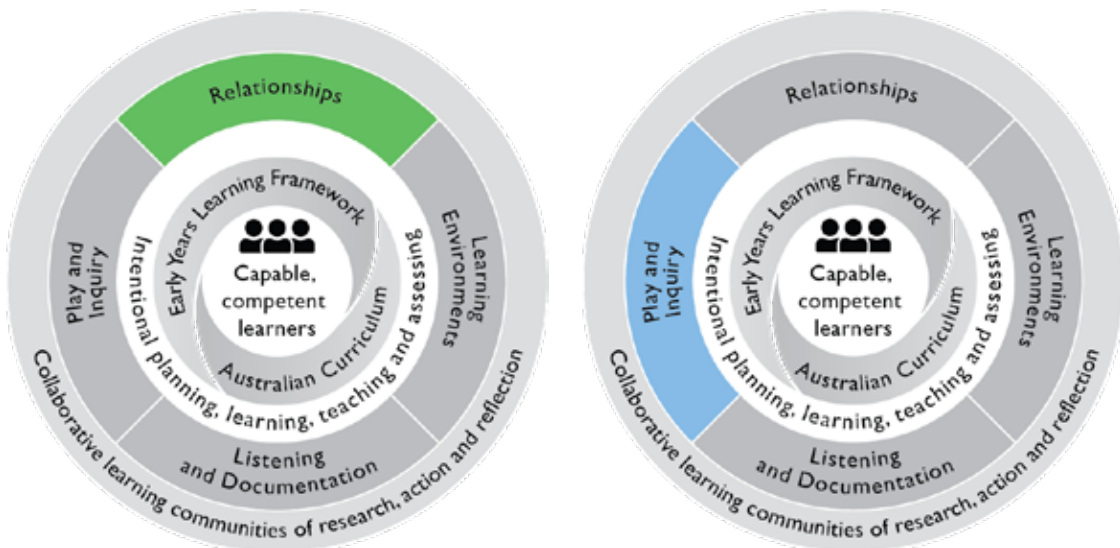 Relationships
Early Years Learning Framework
Capable,
competent
learners
Australian Curriculum
Play and
Inquiry
Learning
Environments
Intentional planning, learning, teaching and assessing
Listening
and Documentation
Collaborative learning communities of research, action and reflection
Relationships
Early Years Learning Framework
Capable,
competent
learners
Australian Curriculum
Play and
Inquiry
Learning
Environments
Intentional planning, learning, teaching and assessing
Listening
and Documentation
Collaborative learning communities of research, action and reflection